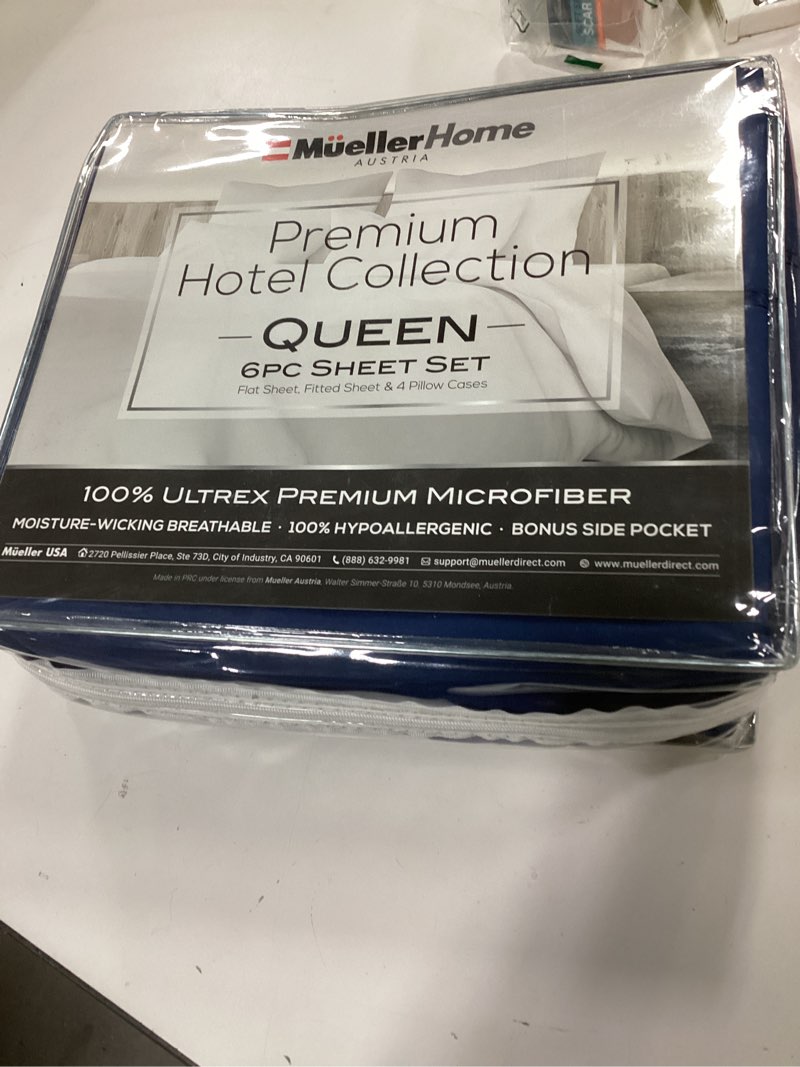 SCAR
MüellerHome
AUSTRIA
Premium
Hotel Collection
QUEEN
6PC SHEET SET
Flat Sheet, Fitted Sheet & 4 Pillow Cases
100% ULTREX PREMIUM MICROFIBER
MOISTURE-WICKING BREATHABLE · 100% HYPOALLERGENIC · BONUS SIDE POCKET
Müeller USA 2720 Pellissier Place, Ste 73D, City of Industry, CA 90601 (888) 632-9981 support@muellerdirect.com www.muellerdirect.com
Made in PRC under license from Mueller Austria, Walter Simmer-Straße 10, 5310 Mondsee, Austria.